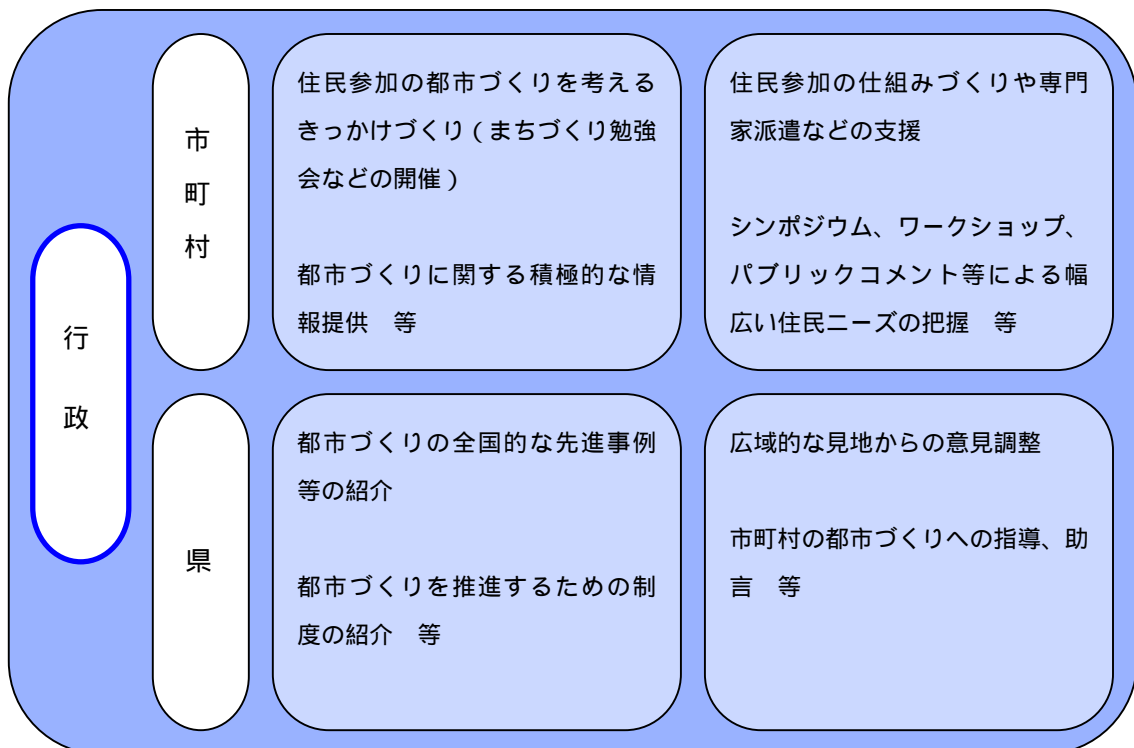 行政
市町村
住民参加の都市づくりを考える
きっかけづくり（まちづくり勉強
会などの開催）
都市づくりに関する積極的な情
報提供　等
住民参加の仕組みづくりや専門
家派遣などの支援
シンポジウム、ワークショップ、
パブリックコメント等による幅
広い住民ニーズの把握　等
県
都市づくりの全国的な先進事例
等の紹介
都市づくりを推進するための制
度の紹介　等
広域的な見地からの意見調整
市町村の都市づくりへの指導、助
言　等